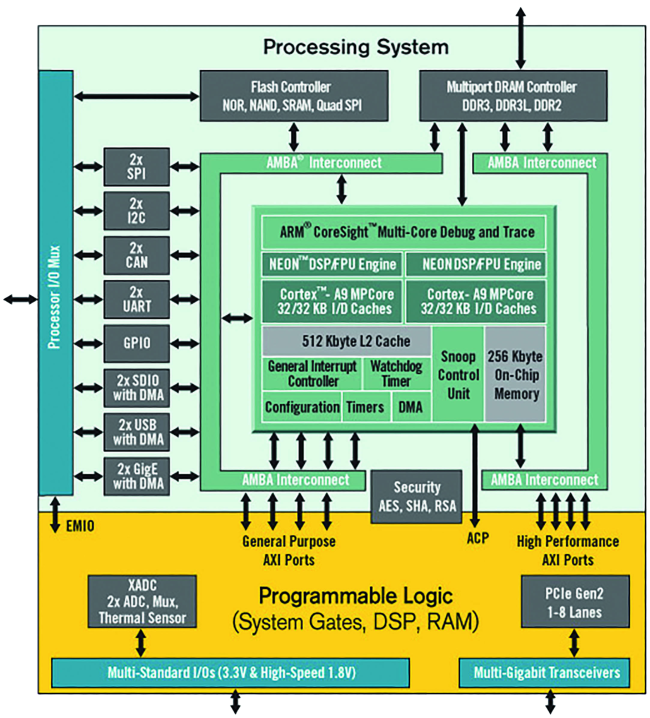 Processing System
Flash Controller
NOR, NAND, SRAM, Quad SPI
Multiport DRAM Controller
DDR3, DDR3L, DDR2
AMBA® Interconnect
AMBA Interconnect
Processor I/O Mux
2x
SPI
2x
I2C
2x
CAN
2x
UART
GPIO
2x SDIO
with DMA
2x USB
with DMA
2x GigE
with DMA
ARM® CoreSight™ Multi-Core Debug and Trace
NEON™ DSP/FPU Engine
NEON DSP/FPU Engine
Cortex™- A9 MPCore
32/32 KB I/D Caches
Cortex- A9 MPCore
32/32 KB I/D Caches
512 Kbyte L2 Cache
General Interrupt
Controller
Watchdog
Timer
Configuration
Timers
DMA
Snoop
Control
Unit
256 Kbyte
On-Chip
Memory
AMBA Interconnect
AMBA Interconnect
Security
AES, SHA, RSA
EMIO
General Purpose
AXI Ports
ACP
High Performance
AXI Ports
XADC
2x ADC, Mux,
Thermal Sensor
Programmable Logic
(System Gates, DSP, RAM)
PCIe Gen2
1-8 Lanes
Multi-Standard I/Os (3.3V & High-Speed 1.8V)
Multi-Gigabit Transceivers